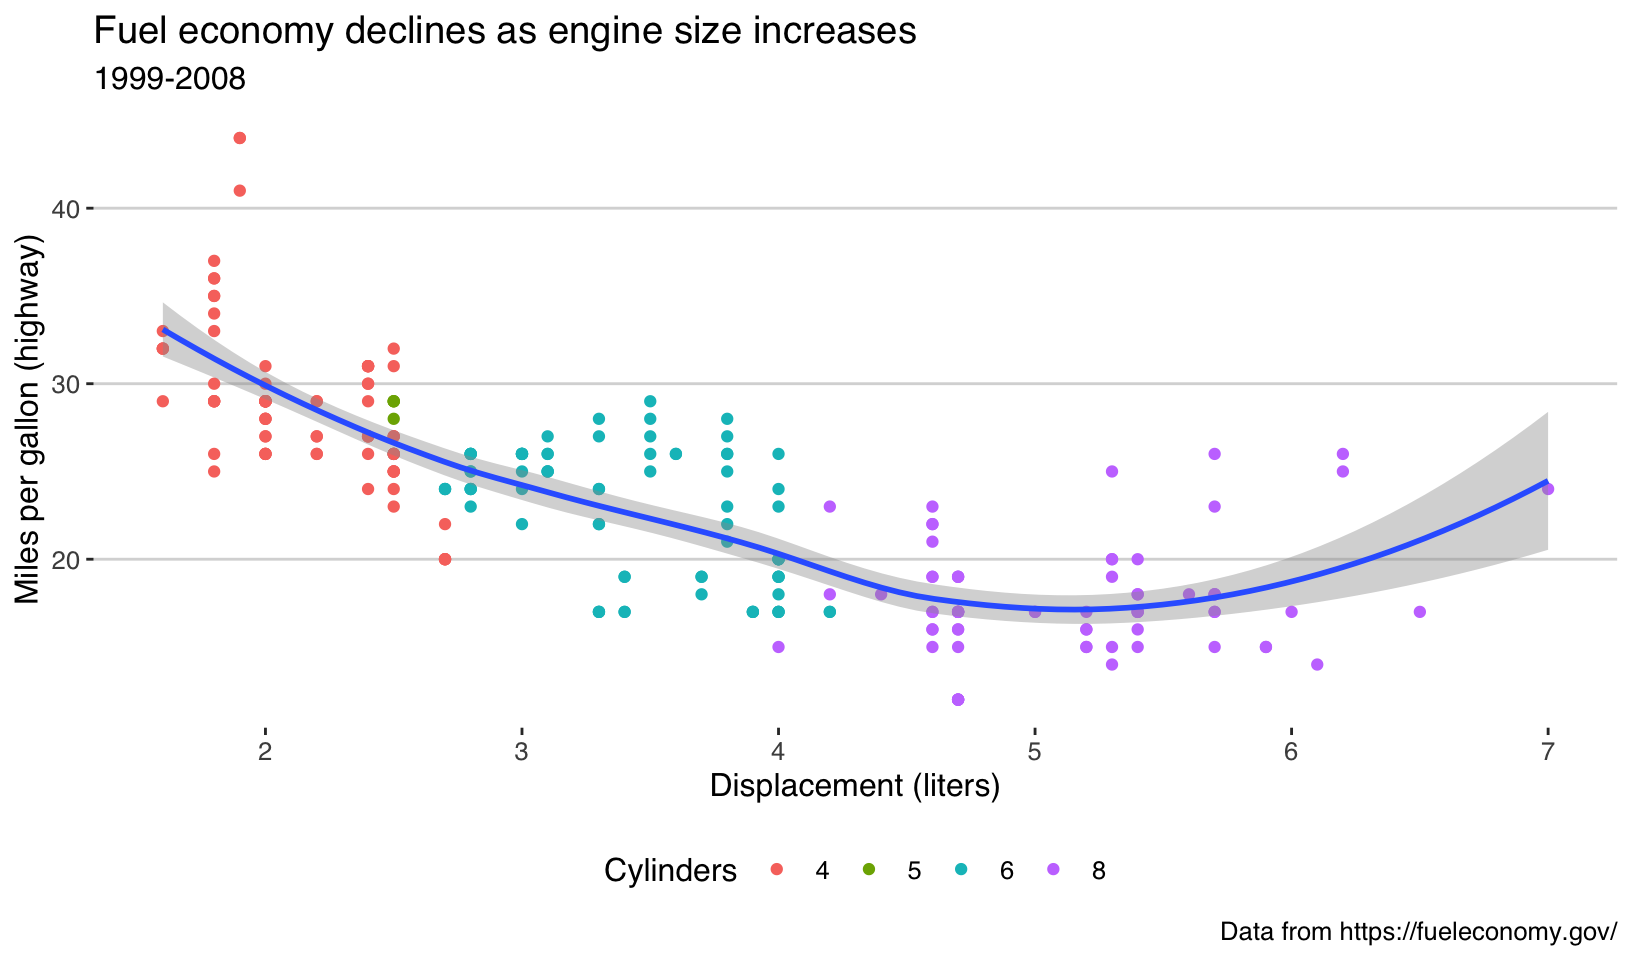 Fuel economy declines as engine size increases
1999-2008
Miles per gallon (highway)
40
30
20
2 3 4 5 6 7
Displacement (liters)
Cylinders 4 5 6 8
Data from https://fueleconomy.gov/